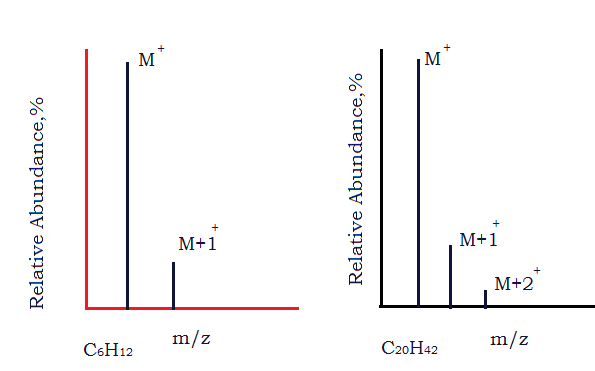 M⁺
M+1⁺
Relative Abundance,%
m/z
C₆H₁₂
M⁺
M+1⁺
M+2⁺
Relative Abundance,%
m/z
C₂₀H₄₂